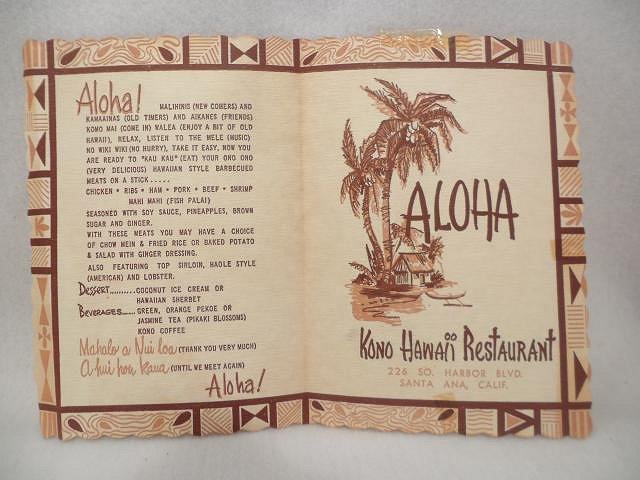 Aloha! MALIHINIS (NEW COMERS) AND
KAMAAINAS (OLD TIMERS) AND AIKANES (FRIENDS)
KOMO MAI (COME IN) WALEA (ENJOY A BIT OF OLD
HAWAII), RELAX, LISTEN TO THE MELE (MUSIC)
NO WIKI WIKI (NO HURRY), TAKE IT EASY, NOW YOU
ARE READY TO "KAU KAU" (EAT) YOUR ONO ONO
(VERY DELICIOUS) HAWAIIAN STYLE BARBECUED
MEATS ON A STICK.....
CHICKEN • RIBS • HAM • PORK • BEEF • SHRIMP
MAHI MAHI (FISH PALAI)
SEASONED WITH SOY SAUCE, PINEAPPLES, BROWN
SUGAR AND GINGER.
WITH THESE MEATS YOU MAY HAVE A CHOICE
OF CHOW MEIN & FRIED RICE OR BAKED POTATO
& SALAD WITH GINGER DRESSING.
ALSO FEATURING TOP SIRLOIN, HAOLE STYLE
(AMERICAN) AND LOBSTER.
DESSERT..........COCONUT ICE CREAM OR
HAWAIIAN SHERBET
BEVERAGES......GREEN, ORANGE PEKOE OR
JASMINE TEA (PIKAKI BLOSSOMS)
KONO COFFEE
Mahalo a Nui loa (THANK YOU VERY MUCH)
A hui hou kaua (UNTIL WE MEET AGAIN)
Aloha!
ALOHA
KONO HAWAII RESTAURANT
226 SO. HARBOR BLVD.
SANTA ANA, CALIF.